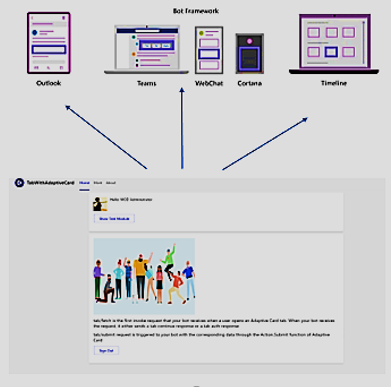 Bot Framework
Outlook
Teams
WebChat
Cortana
Timeline
TabWithAdaptiveCard Home About
Hello
Show Task Module
tab/fetch is the first invoke request that your bot receives when a user opens an Adaptive Card tab. When your bot receives
the request, it either sends a tab continue response or a tab auth response
tab/submit request is triggered to your bot with the corresponding data through the Action.Submit function of Adaptive
Card
Sign Out